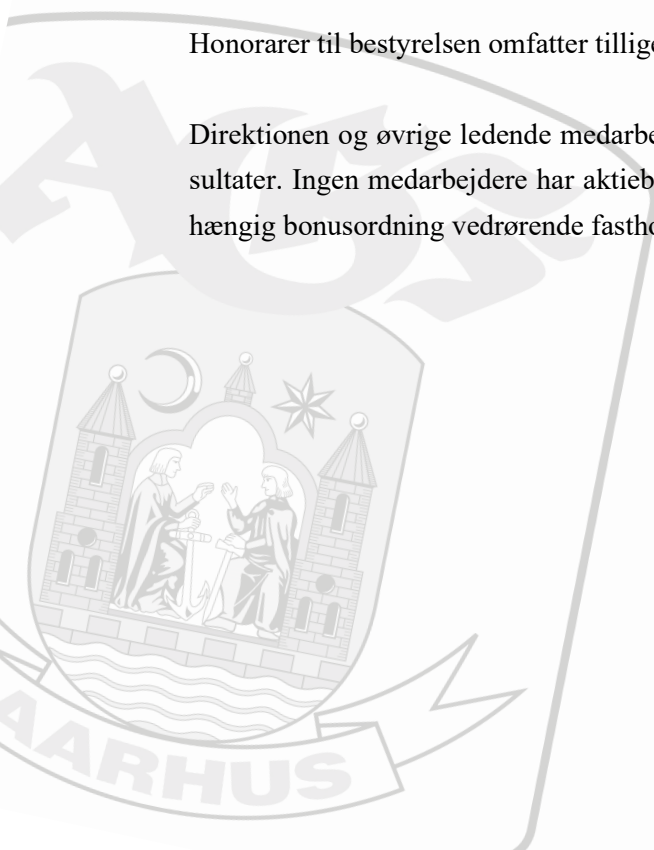 Honorarer til bestyrelsen omfatter tillige
Direktionen og øvrige ledende medarbe
sultater. Ingen medarbejdere har aktieb
hængig bonusordning vedrørende fastho
AGF
AARHUS